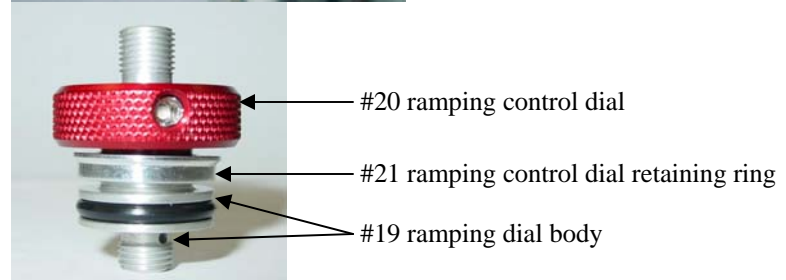 #20 ramping control dial
#21 ramping control dial retaining ring
#19 ramping dial body